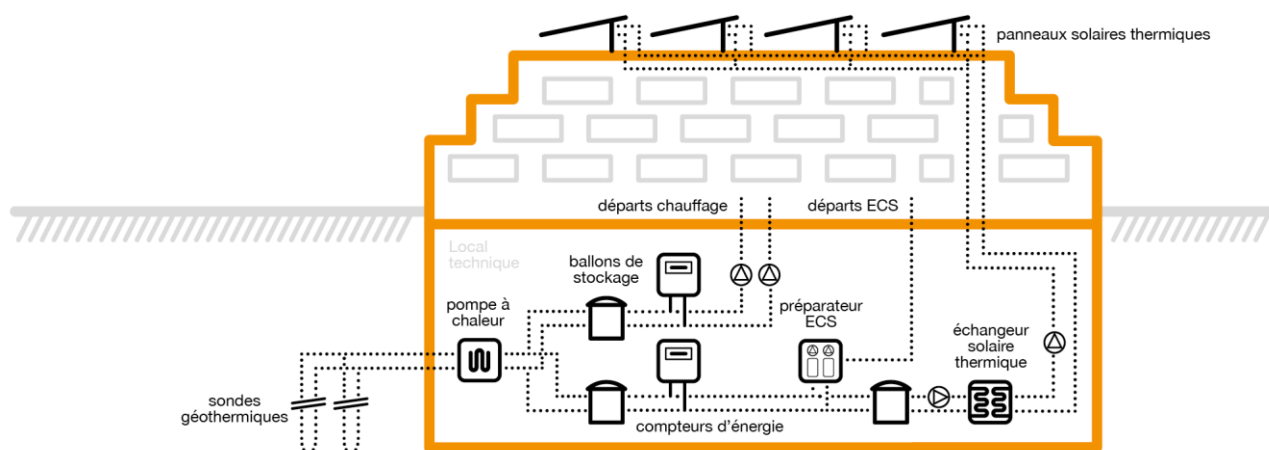 panneaux solaires thermiques
départs chauffage
départs ECS
Local
technique
ballons de
stockage
pompe à
chaleur
préparateur
ECS
échangeur
solaire
thermique
sondes
géothermiques
compteurs d’énergie